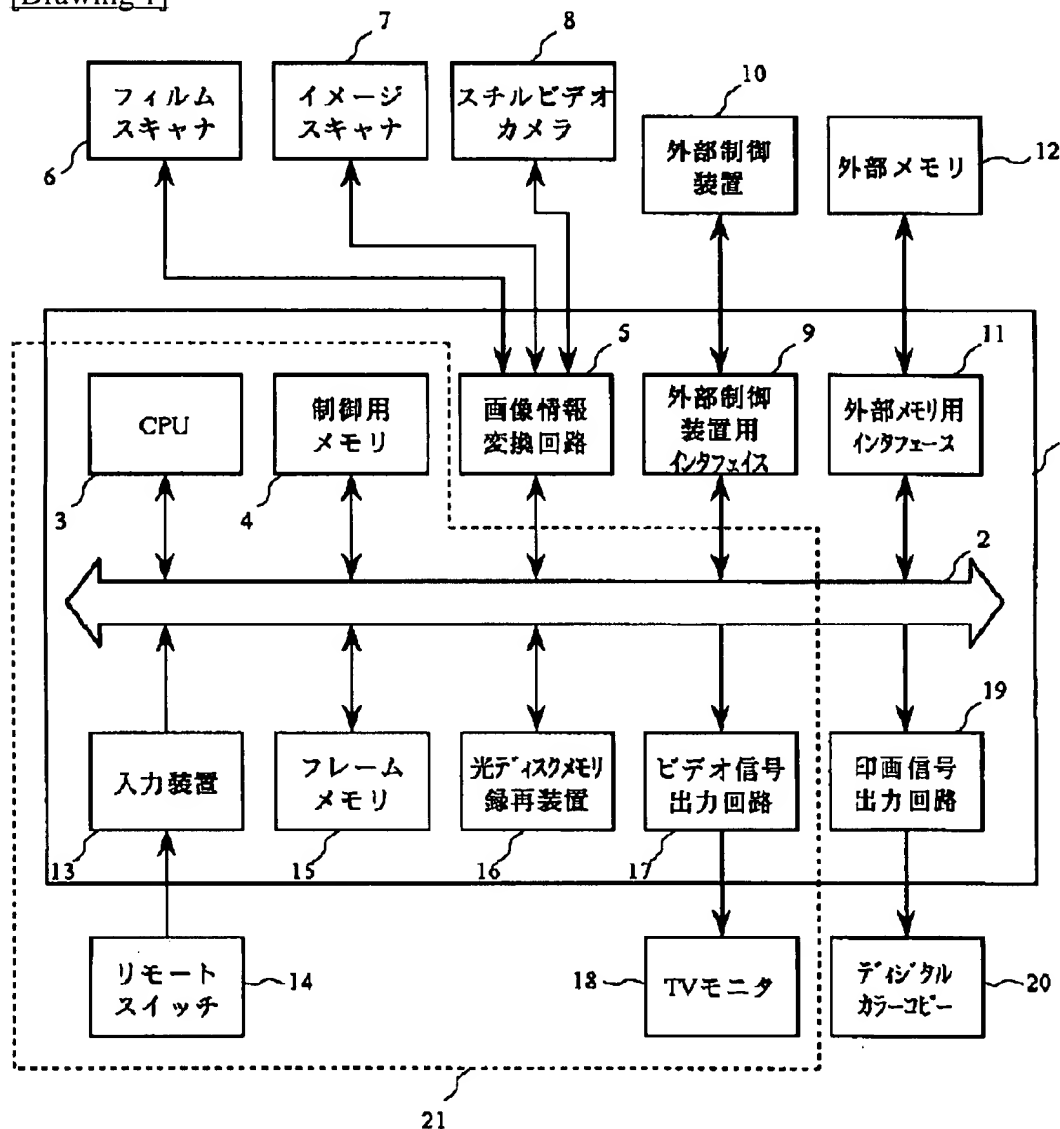 [Drawing 1]
7
8
10
フィルム
スキャナ
イメージ
スキャナ
スチルビデオ
カメラ
外部制御
装置
外部メモリ
12
6
5
9
11
CPU
制御用
メモリ
画像情報
変換回路
外部制御
装置用
インタフェイス
外部メモリ用
インタフェース
3
4
2
19
入力装置
フレーム
メモリ
光ディスクメモリ
録再装置
ビデオ信号
出力回路
印画信号
出力回路
13
15
16
17
リモート
スイッチ
14
18
TVモニタ
ディジタル
カラーコピー
20
21